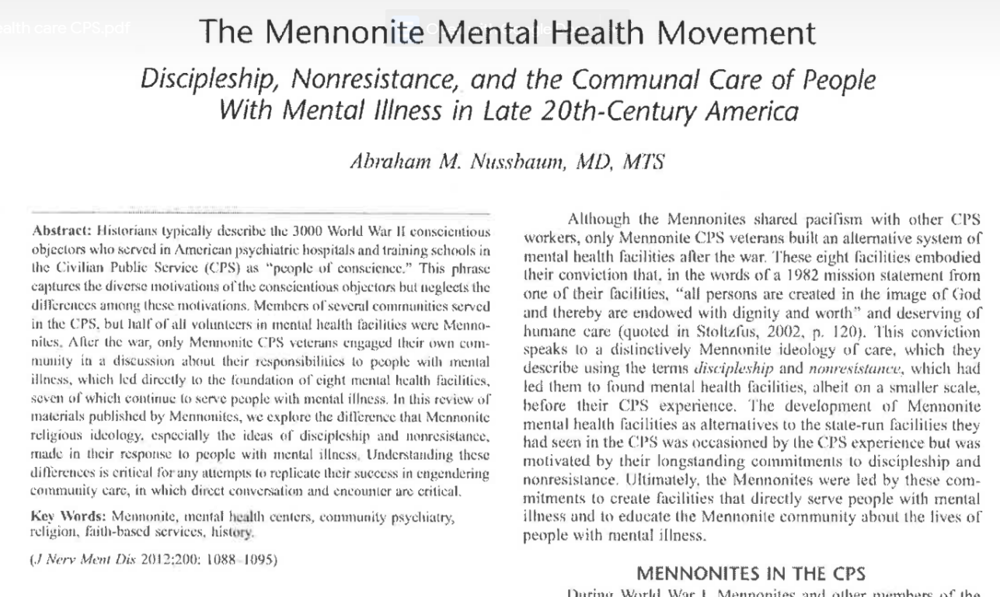 ealth care CPS.pdf
The Mennonite Mental Health Movement
Discipleship, Nonresistance, and the Communal Care of People
With Mental Illness in Late 20th-Century America
Abraham M. Nussbaum, MD, MTS
Abstract: Historians typically describe the 3000 World War II conscientious
objectors who served in American psychiatric hospitals and training schools in
the Civilian Public Service (CPS) as “people of conscience.” This phrase
captures the diverse motivations of the conscientious objectors but neglects the
differences among these motivations. Members of several communities served
in the CPS, but half of all volunteers in mental health facilities were Menno-
nites. After the war, only Mennonite CPS veterans engaged their own com-
munity in a discussion about their responsibilities to people with mental
illness, which led directly to the foundation of eight mental health facilities,
seven of which continue to serve people with mental illness. In this review of
materials published by Mennonites, we explore the difference that Mennonite
religious ideology, especially the ideas of discipleship and nonresistance,
made in their response to people with mental illness. Understanding these
differences is critical for any attempts to replicate their success in engendering
community care, in which direct conversation and encounter are critical.
Key Words: Mennonite, mental health centers, community psychiatry,
religion, faith-based services, history.
(J Nerv Ment Dis 2012;200: 1088–1095)
Although the Mennonites shared pacifism with other CPS
workers, only Mennonite CPS veterans built an alternative system of
mental health facilities after the war. These eight facilities embodied
their conviction that, in the words of a 1982 mission statement from
one of their facilities, “all persons are created in the image of God
and thereby are endowed with dignity and worth” and deserving of
humane care (quoted in Stoltzfus, 2002, p. 120). This conviction
speaks to a distinctively Mennonite ideology of care, which they
describe using the terms discipleship and nonresistance, which had
led them to found mental health facilities, albeit on a smaller scale,
before their CPS experience. The development of Mennonite
mental health facilities as alternatives to the state-run facilities they
had seen in the CPS was occasioned by the CPS experience but was
motivated by their longstanding commitments to discipleship and
nonresistance. Ultimately, the Mennonites were led by these com-
mitments to create facilities that directly serve people with mental
illness and to educate the Mennonite community about the lives of
people with mental illness.
MENNONITES IN THE CPS
During World War I, Mennonites and other members of the